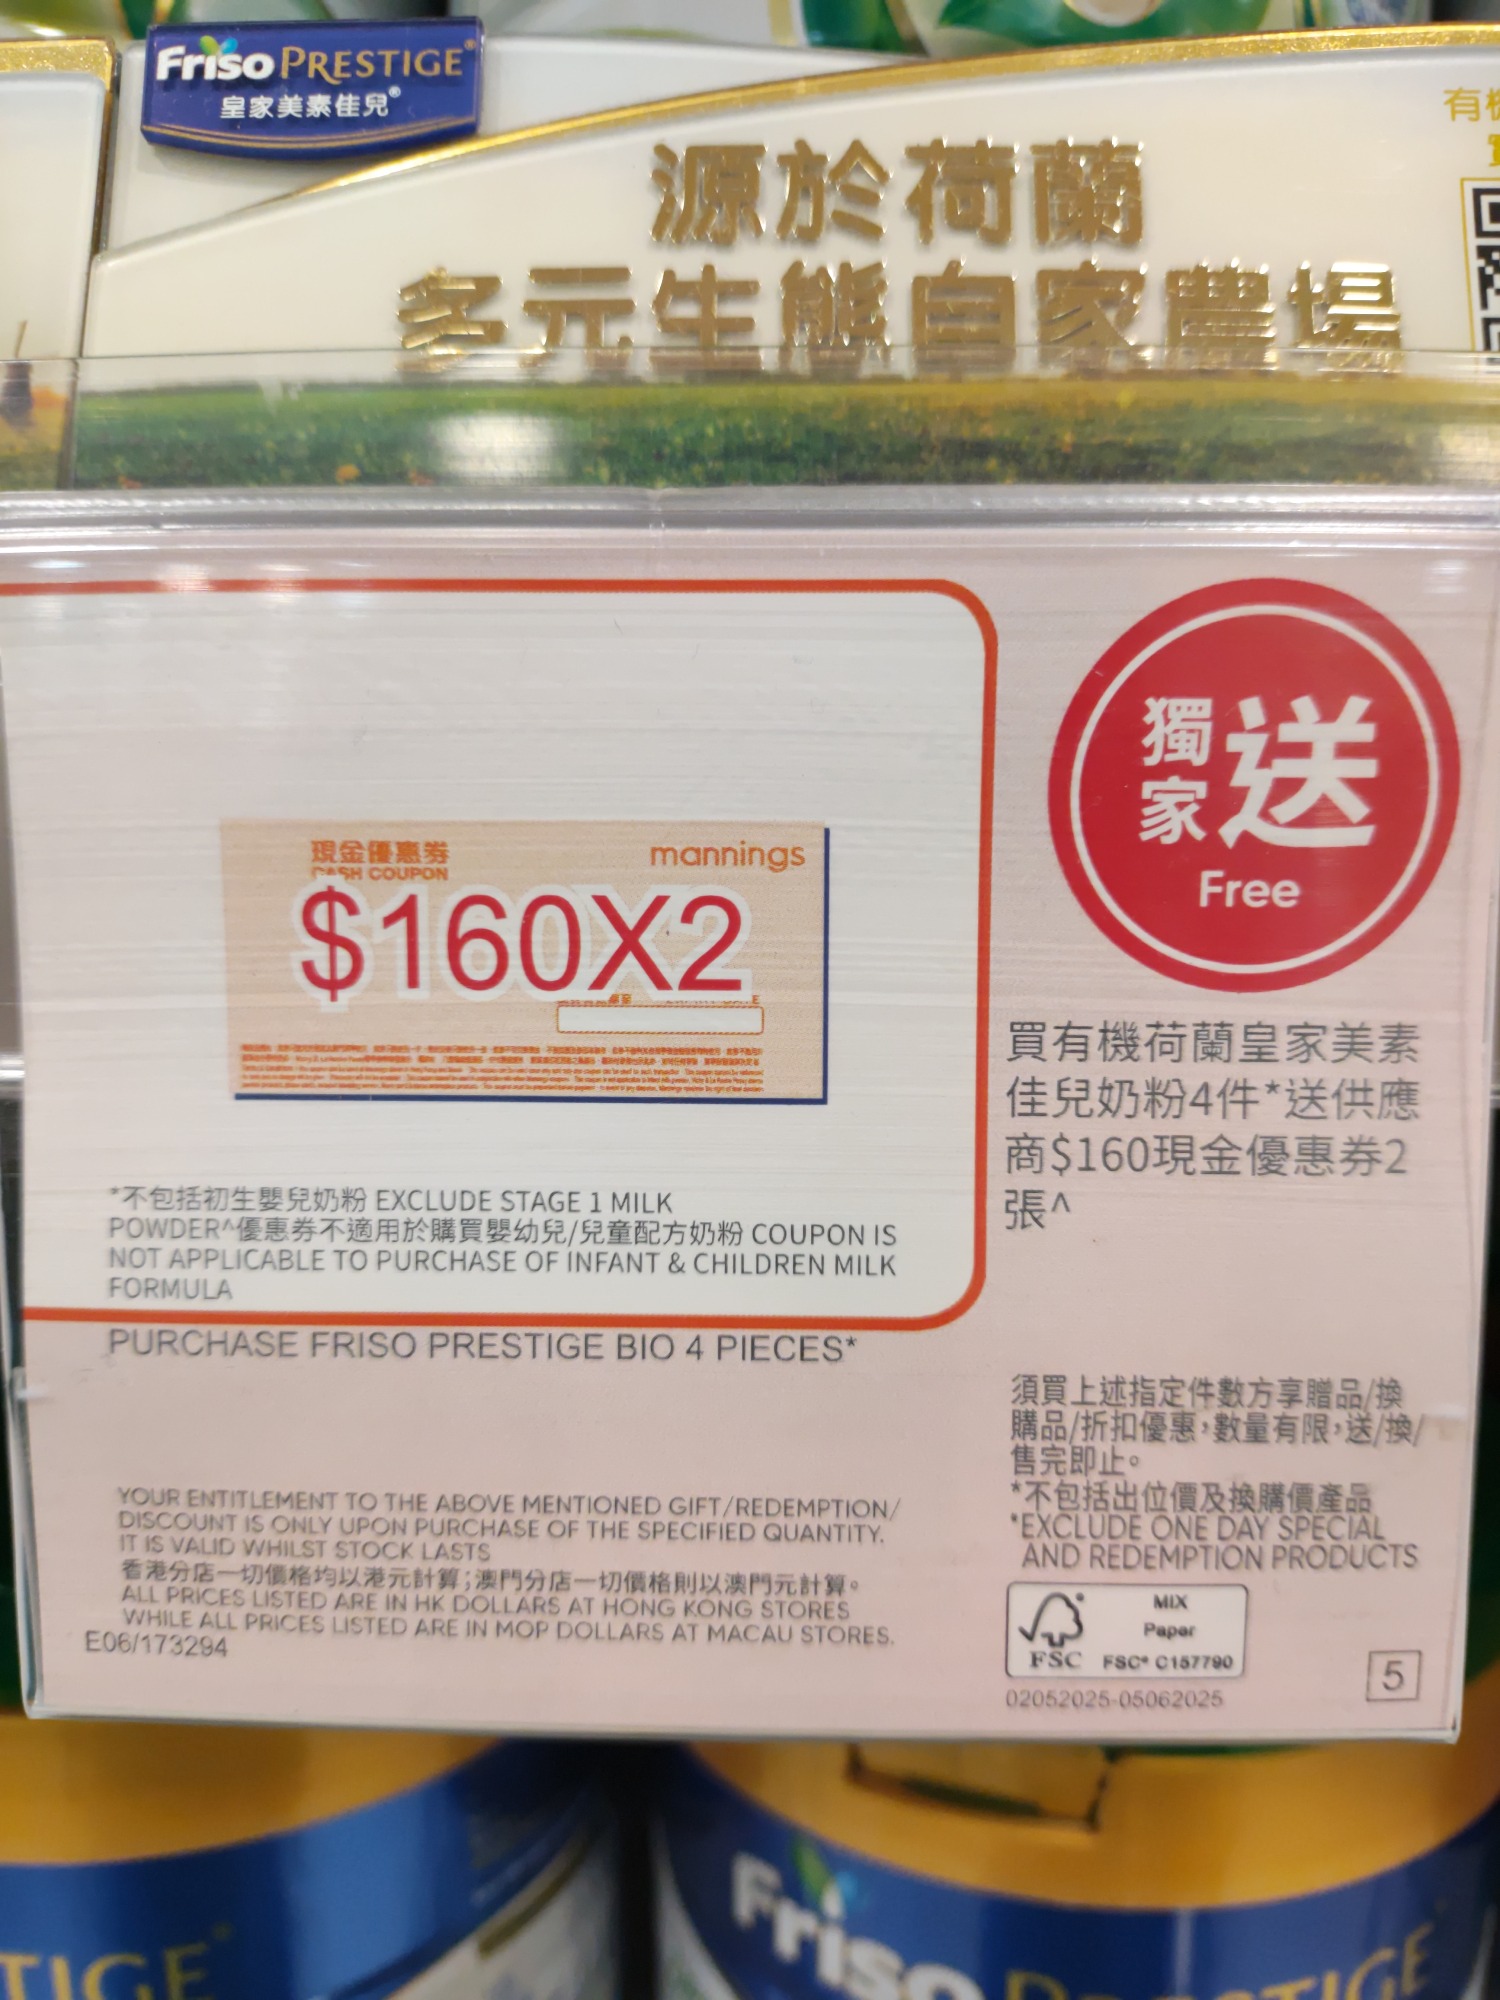 Friso PRESTIGE®
皇家美素佳兒®
有機
源於荷蘭
多元生態自家農場
獨家送
Free
現金優惠券 mannings
CASH COUPON
$160X2
*不包括初生嬰兒奶粉 EXCLUDE STAGE 1 MILK
POWDER^優惠券不適用於購買嬰幼兒/兒童配方奶粉 COUPON IS
NOT APPLICABLE TO PURCHASE OF INFANT & CHILDREN MILK
FORMULA
買有機荷蘭皇家美素
佳兒奶粉4件*送供應
商$160現金優惠券2
張^
PURCHASE FRISO PRESTIGE BIO 4 PIECES*
須買上述指定件數方享贈品/換
購品/折扣優惠,數量有限,送/換/
售完即止。
*不包括出位價及換購價產品
*EXCLUDE ONE DAY SPECIAL
AND REDEMPTION PRODUCTS
YOUR ENTITLEMENT TO THE ABOVE MENTIONED GIFT/REDEMPTION/
DISCOUNT IS ONLY UPON PURCHASE OF THE SPECIFIED QUANTITY.
IT IS VALID WHILST STOCK LASTS
香港分店一切價格均以港元計算;澳門分店一切價格則以澳門元計算。
ALL PRICES LISTED ARE IN HK DOLLARS AT HONG KONG STORES
WHILE ALL PRICES LISTED ARE IN MOP DOLLARS AT MACAU STORES.
E06/173294
MIX
Paper
FSC FSC® C157790
02052025-05062025
5
TIGE
Friso PRESTIGE